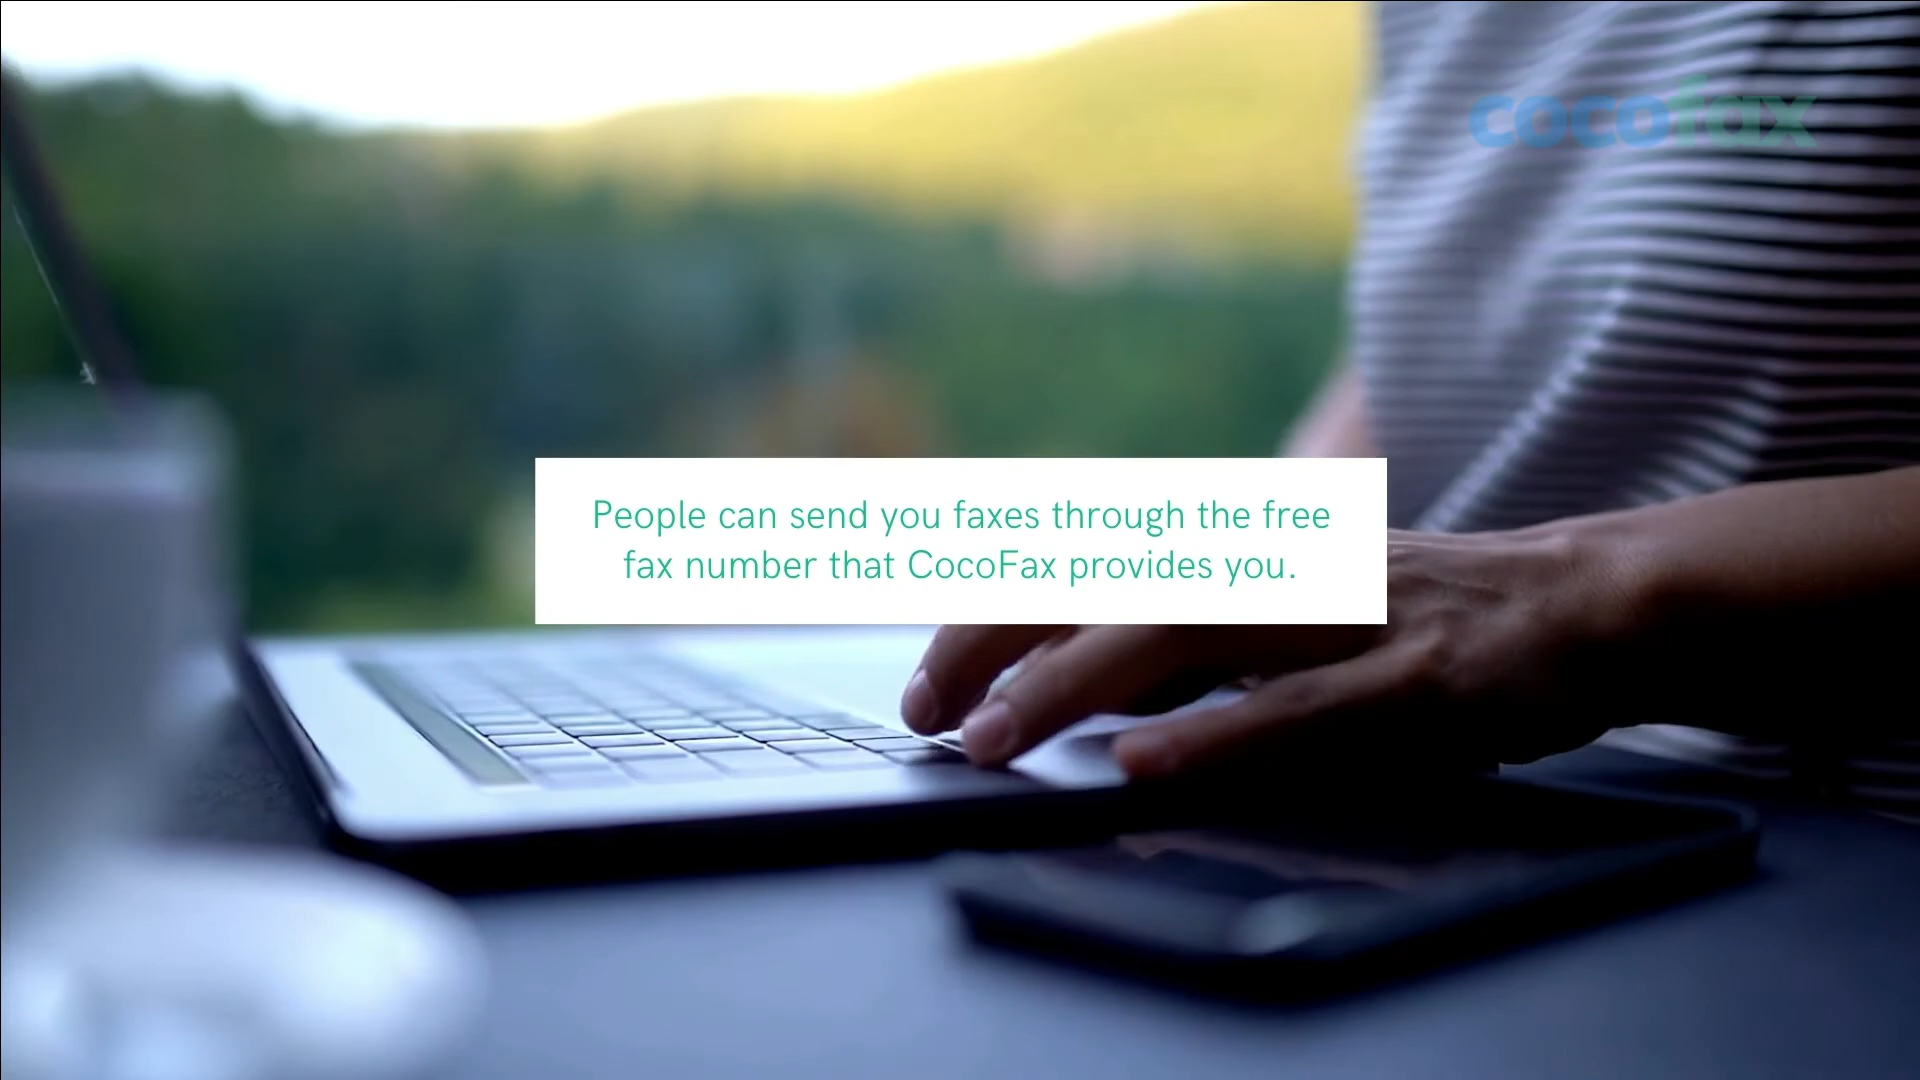 cocofax
People can send you faxes through the free
fax number that CocoFax provides you.